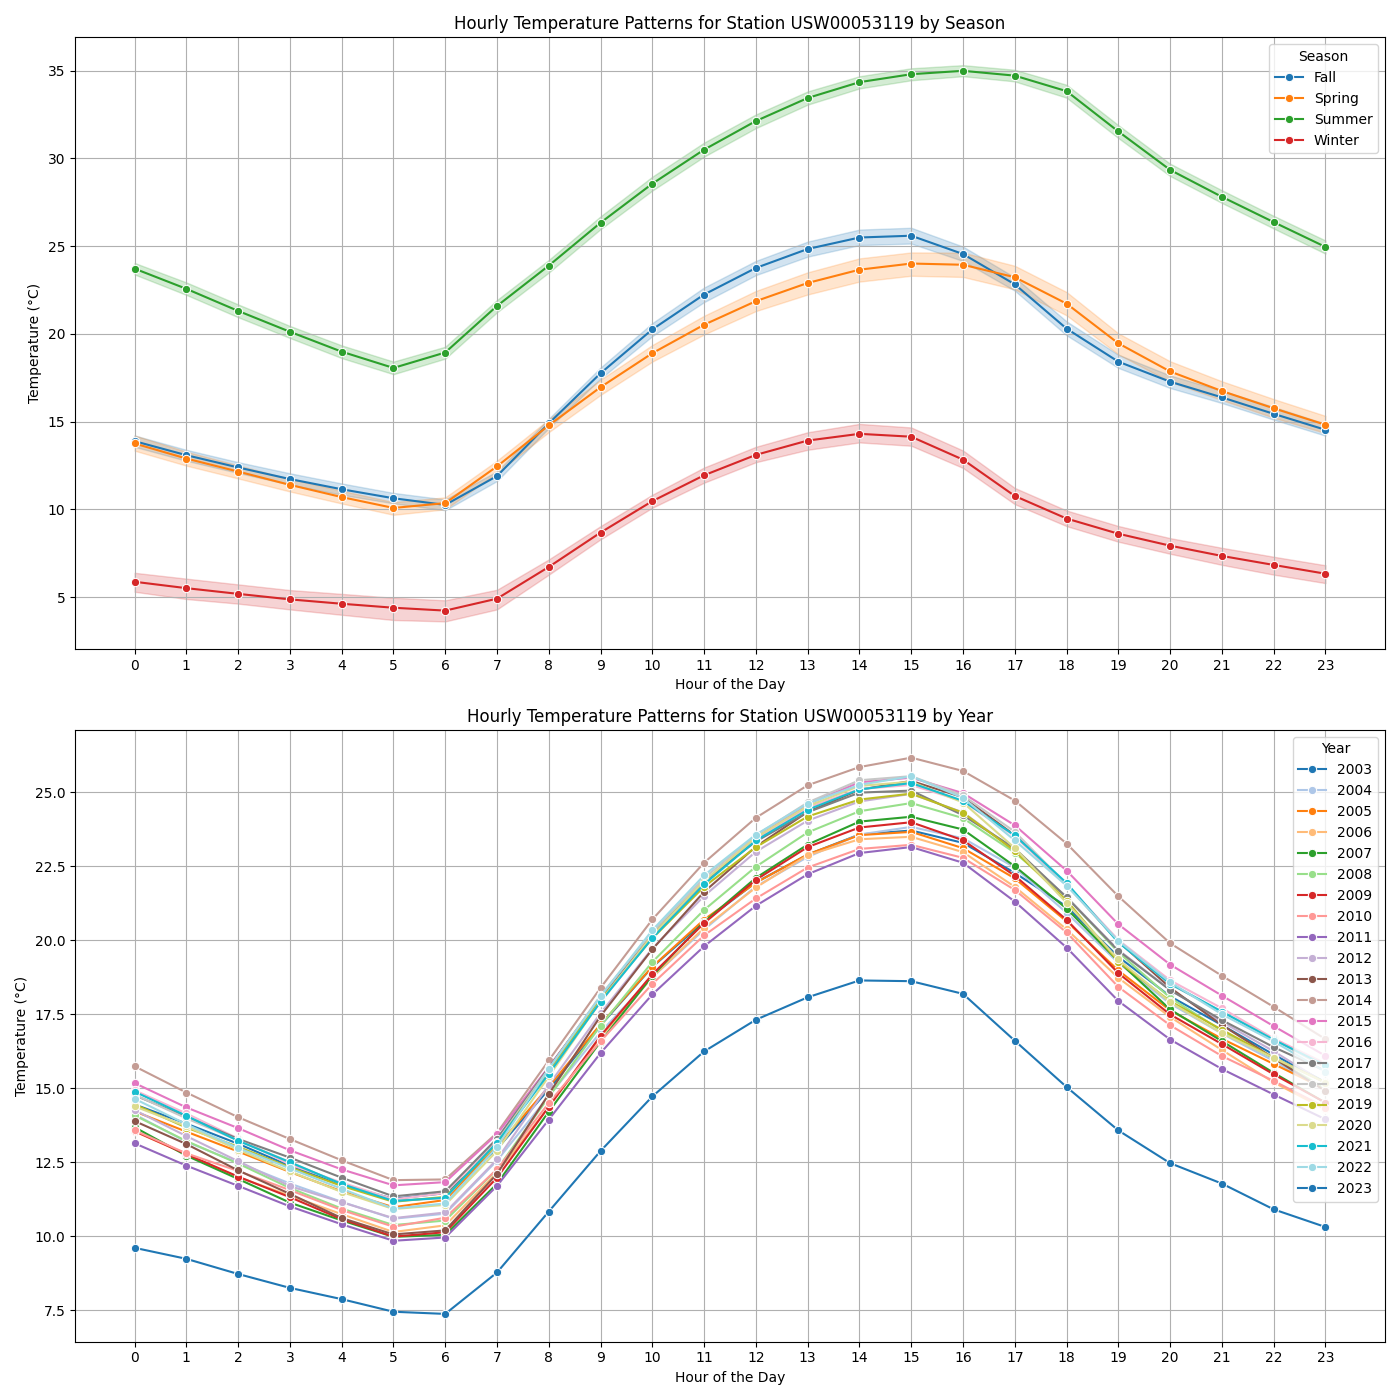 Hourly Temperature Patterns for Station USW00053119 by Season
Temperature (°C)
35
30
25
20
15
10
5
Season
Fall
Spring
Summer
Winter
0 1 2 3 4 5 6 7 8 9 10 11 12 13 14 15 16 17 18 19 20 21 22 23
Hour of the Day
Hourly Temperature Patterns for Station USW00053119 by Year
Temperature (°C)
25.0
22.5
20.0
17.5
15.0
12.5
10.0
7.5
Year
2003
2004
2005
2006
2007
2008
2009
2010
2011
2012
2013
2014
2015
2016
2017
2018
2019
2020
2021
2022
2023
0 1 2 3 4 5 6 7 8 9 10 11 12 13 14 15 16 17 18 19 20 21 22 23
Hour of the Day